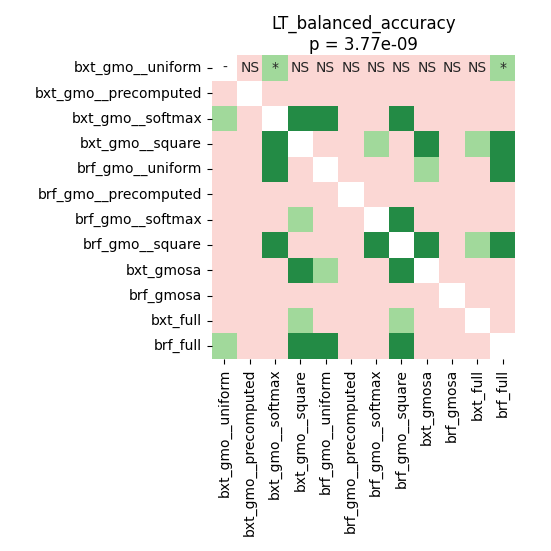 LT_balanced_accuracy
p = 3.77e-09
bxt_gmo__uniform - NS * NS NS NS NS NS NS NS NS *
bxt_gmo__precomputed
bxt_gmo__softmax
bxt_gmo__square
brf_gmo__uniform
brf_gmo__precomputed
brf_gmo__softmax
brf_gmo__square
bxt_gmosa
brf_gmosa
bxt_full
brf_full
bxt_gmo__uniform
bxt_gmo__precomputed
bxt_gmo__softmax
bxt_gmo__square
brf_gmo__uniform
brf_gmo__precomputed
brf_gmo__softmax
brf_gmo__square
bxt_gmosa
brf_gmosa
bxt_full
brf_full